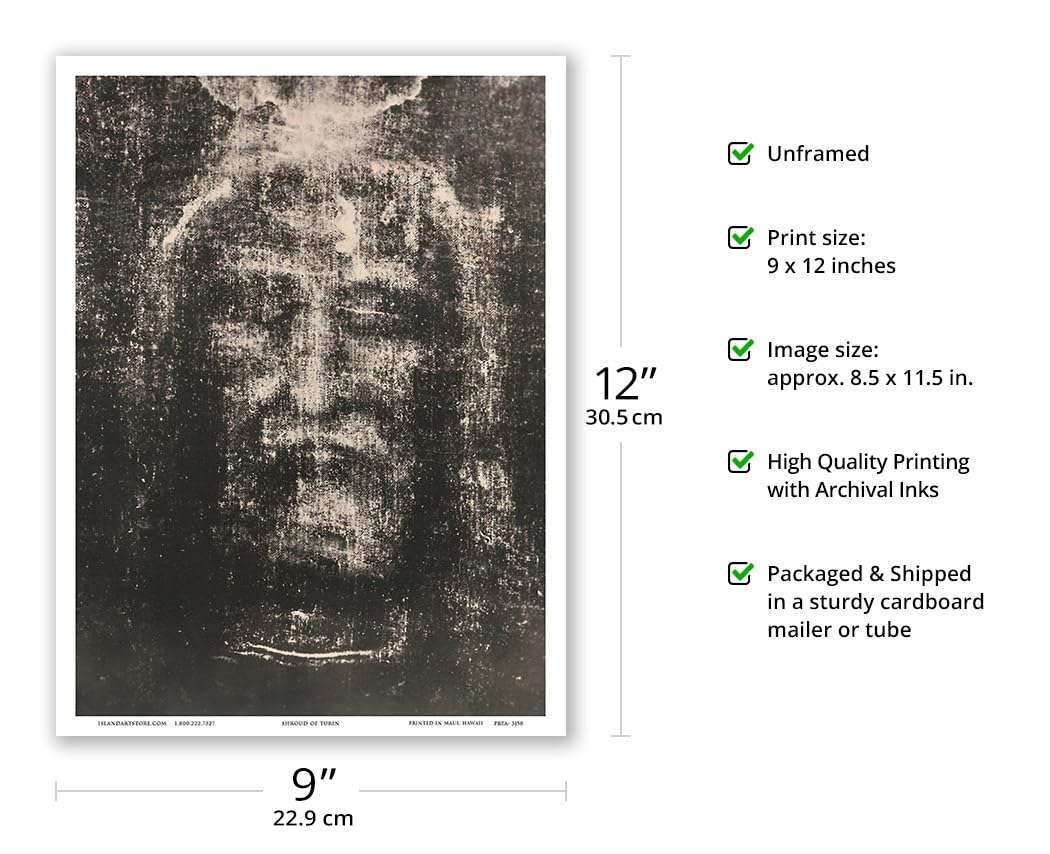 Unframed
Print size:
9 x 12 inches
Image size:
approx. 8.5 x 11.5 in.
High Quality Printing
with Archival Inks
Packaged & Shipped
in a sturdy cardboard
mailer or tube
12”
30.5 cm
ISLANDARTSTORE.COM 1.800.222.7327 SHROUD OF TURIN PRINTED IN MAUI, HAWAII PRTA- 3158
9”
22.9 cm